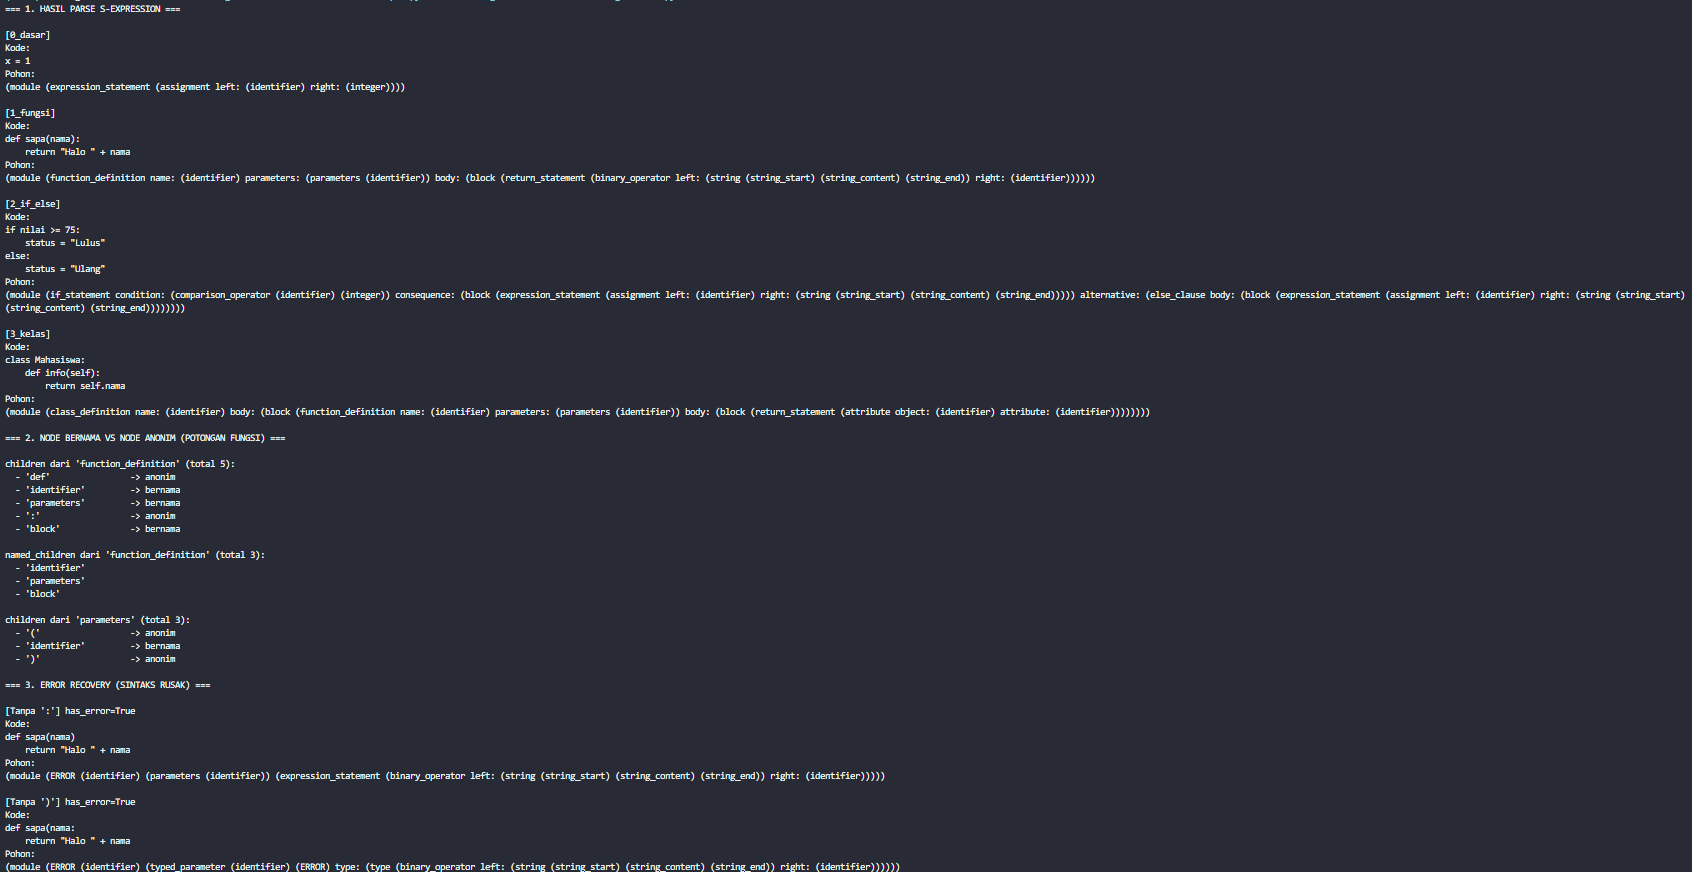 === 1. HASIL PARSE S-EXPRESSION ===
[0_dasar]
Kode:
x = 1
Pohon:
(module (expression_statement (assignment left: (identifier) right: (integer))))
[1_fungsi]
Kode:
def sapa(nama):
    return "Halo " + nama
Pohon:
(module (function_definition name: (identifier) parameters: (parameters (identifier)) body: (block (return_statement (binary_operator left: (string (string_start) (string_content) (string_end)) right: (identifier))))))
[2_if_else]
Kode:
if nilai >= 75:
    status = "Lulus"
else:
    status = "Ulang"
Pohon:
(module (if_statement condition: (comparison_operator (identifier) (integer)) consequence: (block (expression_statement (assignment left: (identifier) right: (string (string_start) (string_content) (string_end))))) alternative: (else_clause body: (block (expression_statement (assignment left: (identifier) right: (string (string_start)
(string_content) (string_end))))))))
[3_kelas]
Kode:
class Mahasiswa:
    def info(self):
        return self.nama
Pohon:
(module (class_definition name: (identifier) body: (block (function_definition name: (identifier) parameters: (parameters (identifier)) body: (block (return_statement (attribute object: (identifier) attribute: (identifier))))))))
=== 2. NODE BERNAMA VS NODE ANONIM (POTONGAN FUNGSI) ===
children dari 'function_definition' (total 5):
  - 'def'                -> anonim
  - 'identifier'         -> bernama
  - 'parameters'         -> bernama
  - ':'                  -> anonim
  - 'block'              -> bernama
named_children dari 'function_definition' (total 3):
  - 'identifier'
  - 'parameters'
  - 'block'
children dari 'parameters' (total 3):
  - '('                  -> anonim
  - 'identifier'         -> bernama
  - ')'                  -> anonim
=== 3. ERROR RECOVERY (SINTAKS RUSAK) ===
[Tanpa ':'] has_error=True
Kode:
def sapa(nama)
    return "Halo " + nama
Pohon:
(module (ERROR (identifier) (parameters (identifier)) (expression_statement (binary_operator left: (string (string_start) (string_content) (string_end)) right: (identifier)))))
[Tanpa ')'] has_error=True
Kode:
def sapa(nama:
    return "Halo " + nama
Pohon:
(module (ERROR (identifier) (typed_parameter (identifier) (ERROR) type: (type (binary_operator left: (string (string_start) (string_content) (string_end)) right: (identifier))))))